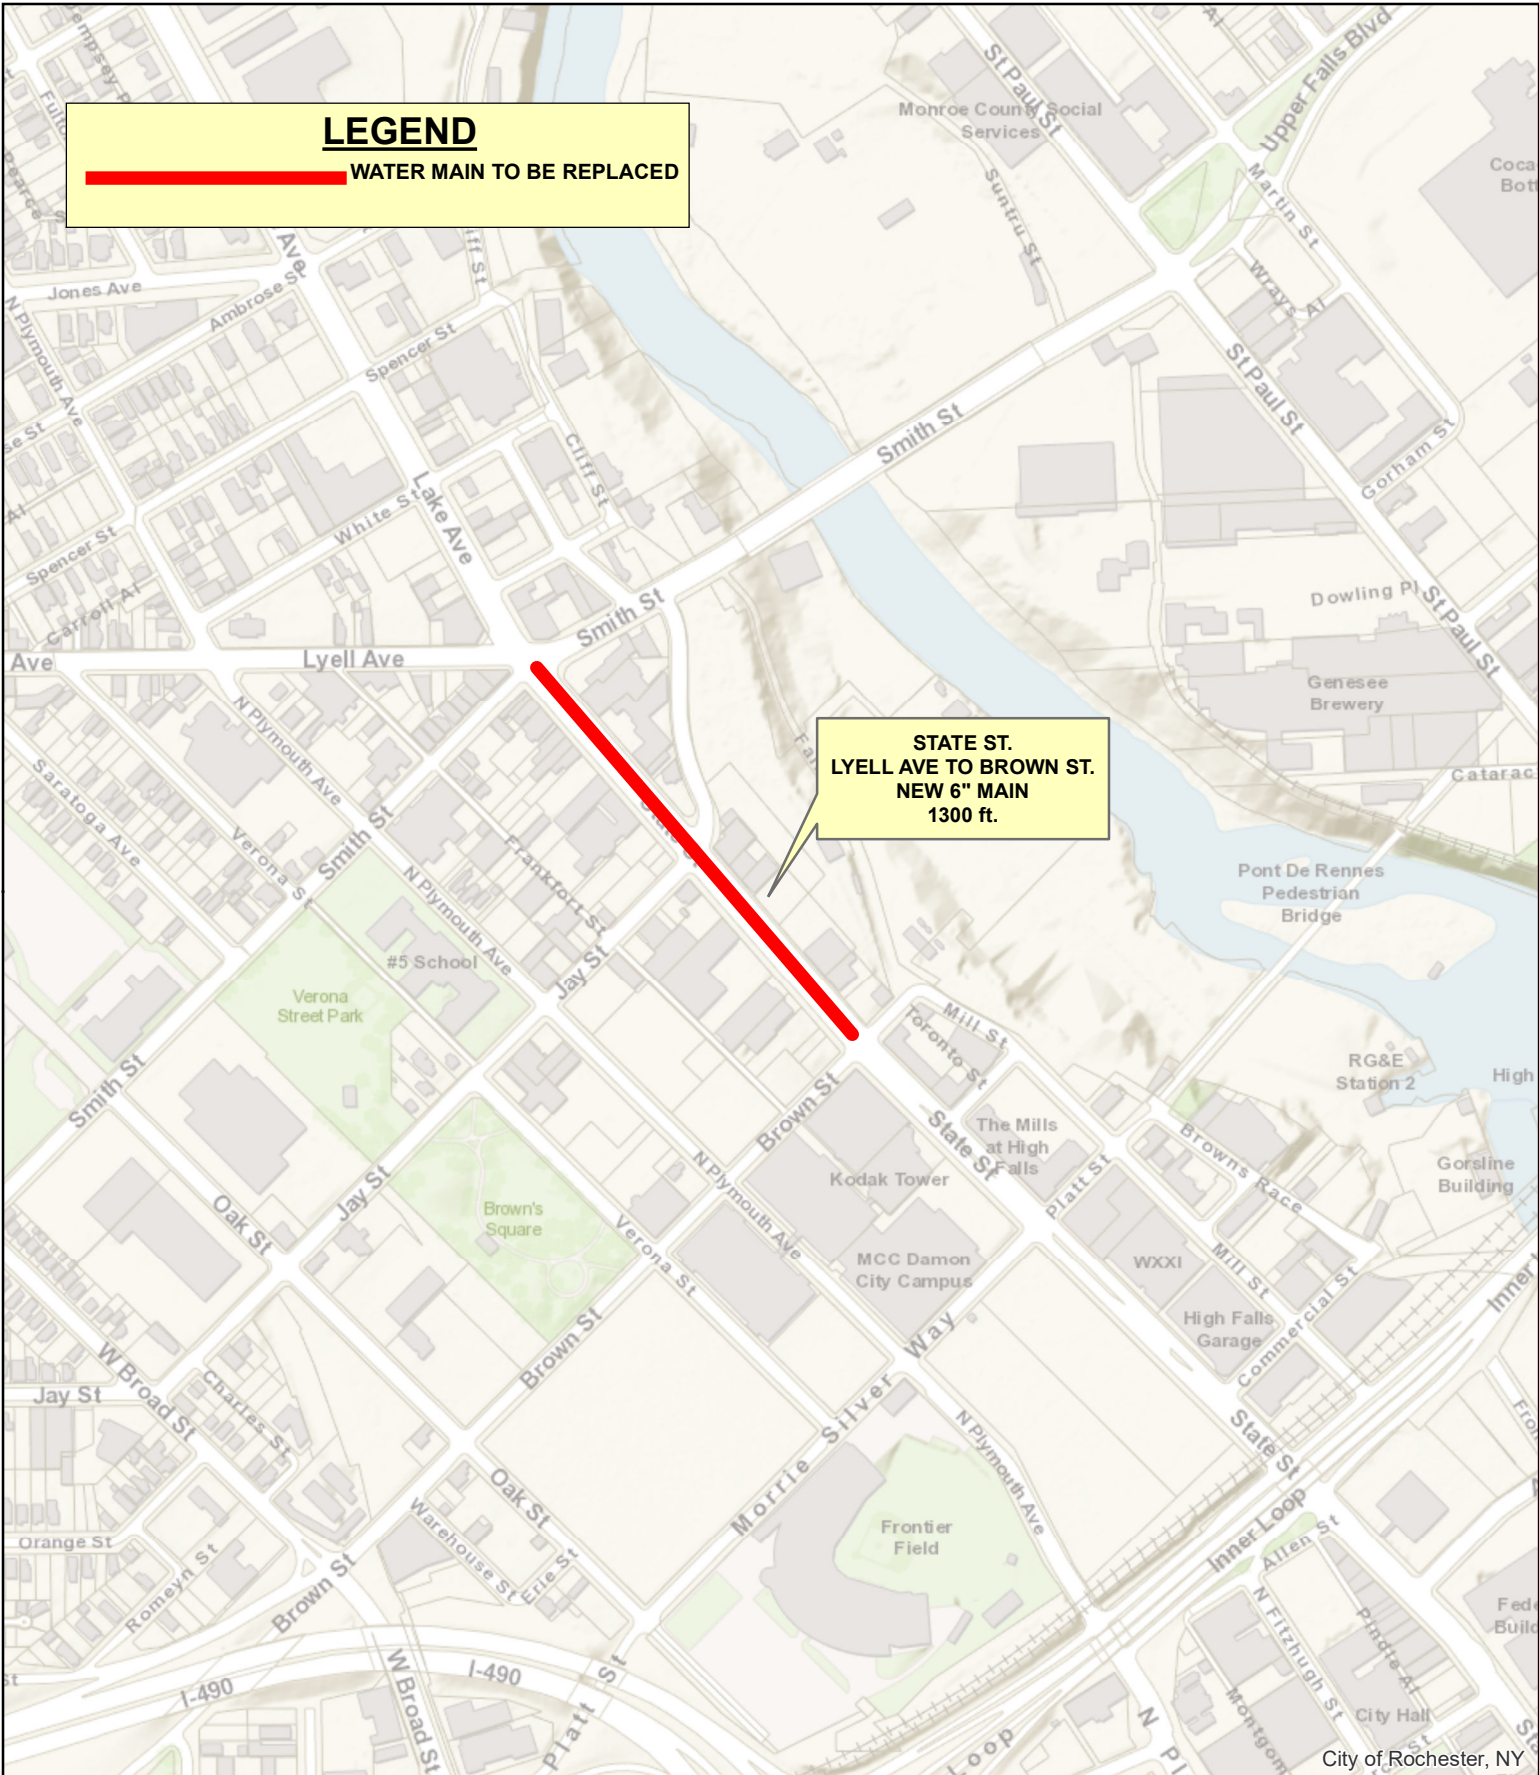 LEGEND
WATER MAIN TO BE REPLACED
St Paul St
Upper Falls Blvd
Monroe County Social
Services
Suntru St
Martin St
Wrays Al
Jones Ave
Ambrose St
Ave
N Plymouth Ave
Spencer St
Cliff St
Smith St
St Paul St
Gorham St
Lake Ave
White St
Spencer St
Carroll Al
Dowling Pl
St Paul St
Smith St
Ave
Lyell Ave
Genesee
Brewery
N Plymouth Ave
STATE ST.
LYELL AVE TO BROWN ST.
NEW 6" MAIN
1300 ft.
Saratoga Ave
Verona St
Smith St
Frankfort St
N Plymouth Ave
Pont De Rennes
Pedestrian
Bridge
#5 School
Jay St
Verona
Street Park
Mill St
Toronto St
RG&E
Station 2
High
Smith St
Brown St
State St
The Mills
at High
Falls
Browns Race
Platt St
Kodak Tower
N Plymouth Ave
Gorsline
Building
Jay St
Oak St
Brown's
Square
Verona St
MCC Damon
City Campus
WXXI
Mill St
High Falls
Garage
Commercial St
Brown St
Morrie Silver Way
W Broad St
Charles St
Jay St
State St
N Plymouth Ave
Oak St
Warehouse St
Erie St
Frontier
Field
Inner Loop
Allen St
Orange St
Romeyn St
Brown St
N Fitzhugh St
Pindle Al
I-490
I-490
W Broad St
Platt St
City Hall
City of Rochester, NY